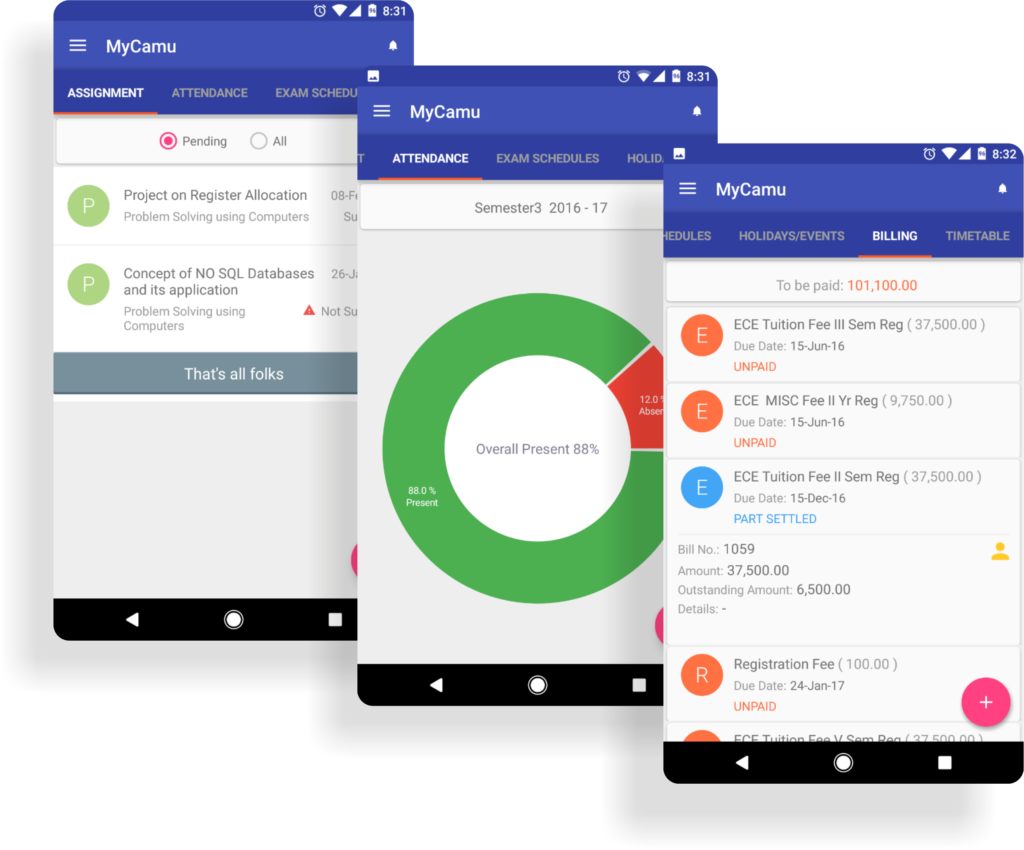 8:31
MyCamu
ASSIGNMENT ATTENDANCE EXAM SCHEDU
Pending All
P
Project on Register Allocation 08-Fe
Problem Solving using Computers Su
P
Concept of NO SQL Databases 26-Ja
and its application
Problem Solving using Not Su
Computers
That's all folks
8:31
MyCamu
T ATTENDANCE EXAM SCHEDULES HOLID
Semester3 2016 - 17
12.0 %
Absen
Overall Present 88%
88.0 %
Present
8:32
MyCamu
HEDULES HOLIDAYS/EVENTS BILLING TIMETABLE
To be paid: 101,100.00
E
ECE Tuition Fee III Sem Reg ( 37,500.00 )
Due Date: 15-Jun-16
UNPAID
E
ECE MISC Fee II Yr Reg ( 9,750.00 )
Due Date: 15-Jun-16
UNPAID
E
ECE Tuition Fee II Sem Reg ( 37,500.00 )
Due Date: 15-Dec-16
PART SETTLED
Bill No.: 1059
Amount: 37,500.00
Outstanding Amount: 6,500.00
Details: -
R
Registration Fee ( 100.00 )
Due Date: 24-Jan-17
UNPAID
+
ECE Tuition Fee V Sem Reg ( 37,500.00 )